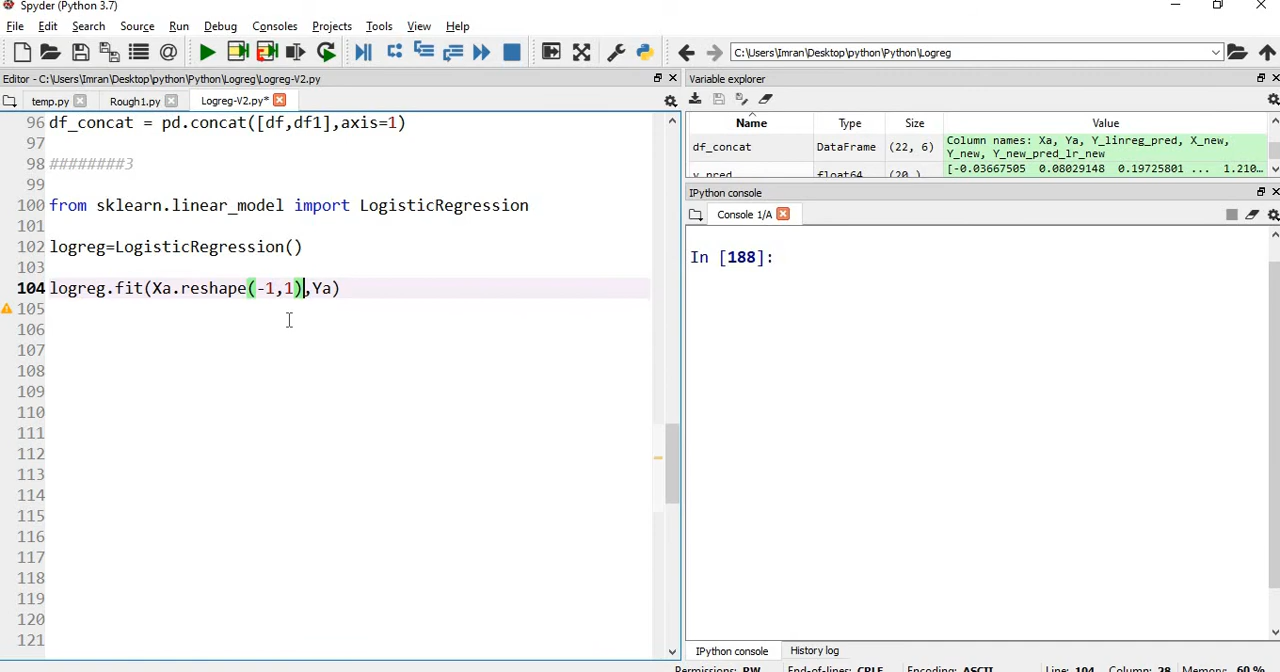 Spyder (Python 3.7)
File Edit Search Source Run Debug Consoles Projects Tools View Help
C:\Users\Imran\Desktop\python\Python\Logreg
Editor - C:\Users\Imran\Desktop\python\Python\Logreg\Logreg-V2.py
Variable explorer
temp.py Rough1.py Logreg-V2.py*
Name Type Size Value
96 df_concat = pd.concat([df,df1],axis=1)
97
98 ########3
99
100 from sklearn.linear_model import LogisticRegression
101
102 logreg=LogisticRegression()
103
104 logreg.fit(Xa.reshape(-1,1),Ya)
105
106
107
108
109
110
111
112
113
114
115
116
117
118
119
120
121
df_concat DataFrame (22, 6) Column names: Xa, Ya, Y_linreg_pred, X_new,
Y_new, Y_new_pred_lr_new
y_pred float64 (20,) [-0.03667505 0.08029148 0.19725801 ... 1.210...
IPython console
Console 1/A
In [188]:
IPython console History log
Permissions: RW End-of-lines: CRLF Encoding: ASCII Line: 104 Column: 28 Memory: 60 %